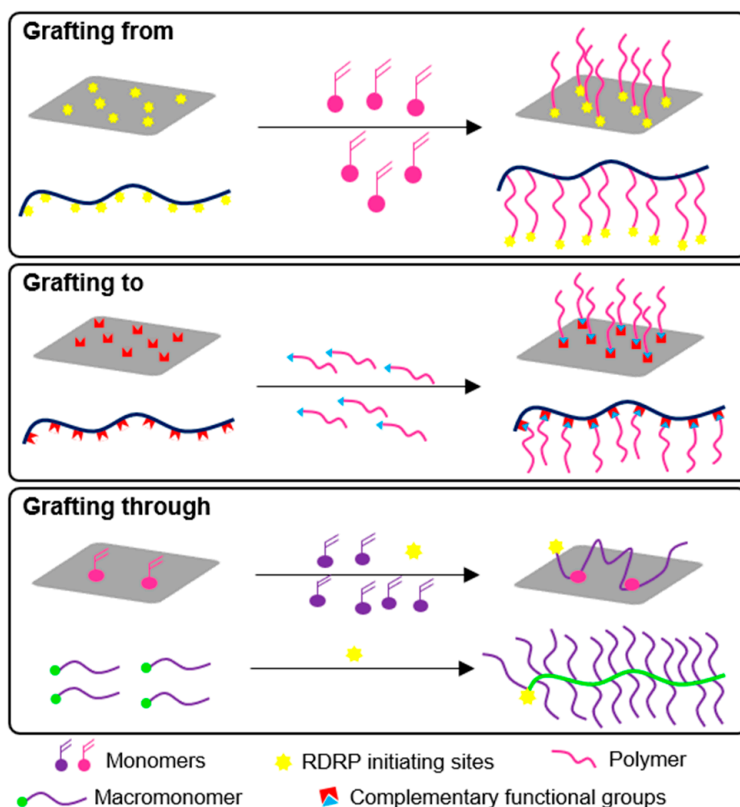 Grafting from
Grafting to
Grafting through
Monomers
RDRP initiating sites
Polymer
Macromonomer
Complementary functional groups